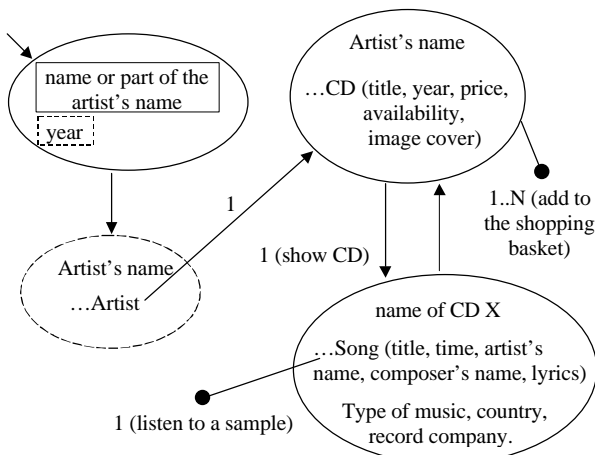 name or part of the
artist’s name
year
Artist’s name
…CD (title, year, price,
availability,
image cover)
1
1..N (add to
the shopping
basket)
1 (show CD)
Artist’s name
…Artist
name of CD X
…Song (title, time, artist’s
name, composer’s name, lyrics)
Type of music, country,
record company.
1 (listen to a sample)